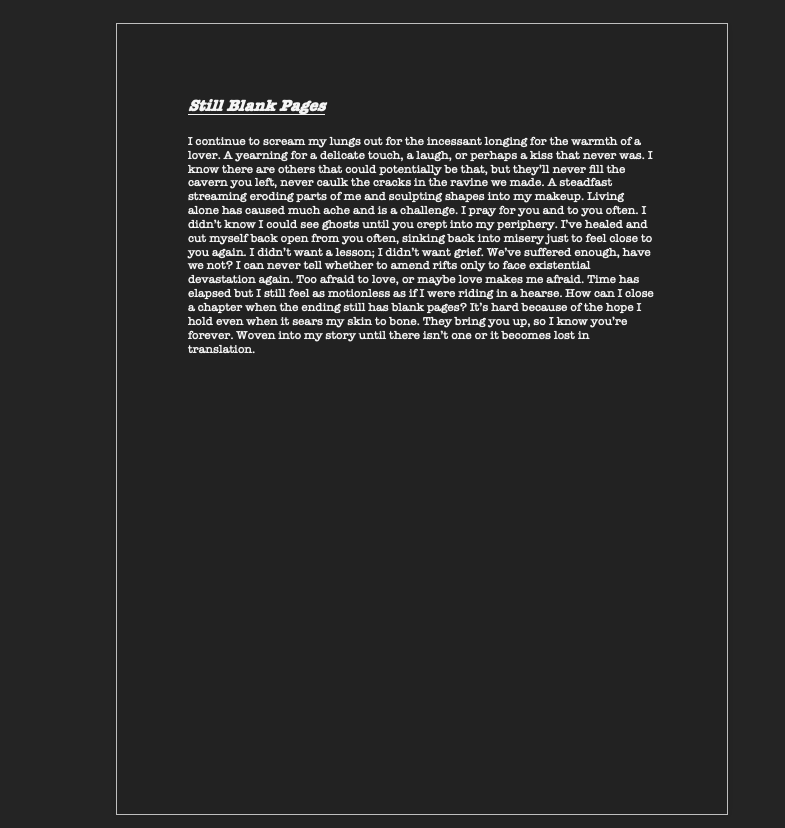 Still Blank Pages
I continue to scream my lungs out for the incessant longing for the warmth of a
lover. A yearning for a delicate touch, a laugh, or perhaps a kiss that never was. I
know there are others that could potentially be that, but they’ll never fill the
cavern you left, never caulk the cracks in the ravine we made. A steadfast
streaming eroding parts of me and sculpting shapes into my makeup. Living
alone has caused much ache and is a challenge. I pray for you and to you often. I
didn’t know I could see ghosts until you crept into my periphery. I’ve healed and
cut myself back open from you often, sinking back into misery just to feel close to
you again. I didn’t want a lesson; I didn’t want grief. We’ve suffered enough, have
we not? I can never tell whether to amend rifts only to face existential
devastation again. Too afraid to love, or maybe love makes me afraid. Time has
elapsed but I still feel as motionless as if I were riding in a hearse. How can I close
a chapter when the ending still has blank pages? It’s hard because of the hope I
hold even when it sears my skin to bone. They bring you up, so I know you’re
forever. Woven into my story until there isn’t one or it becomes lost in
translation.